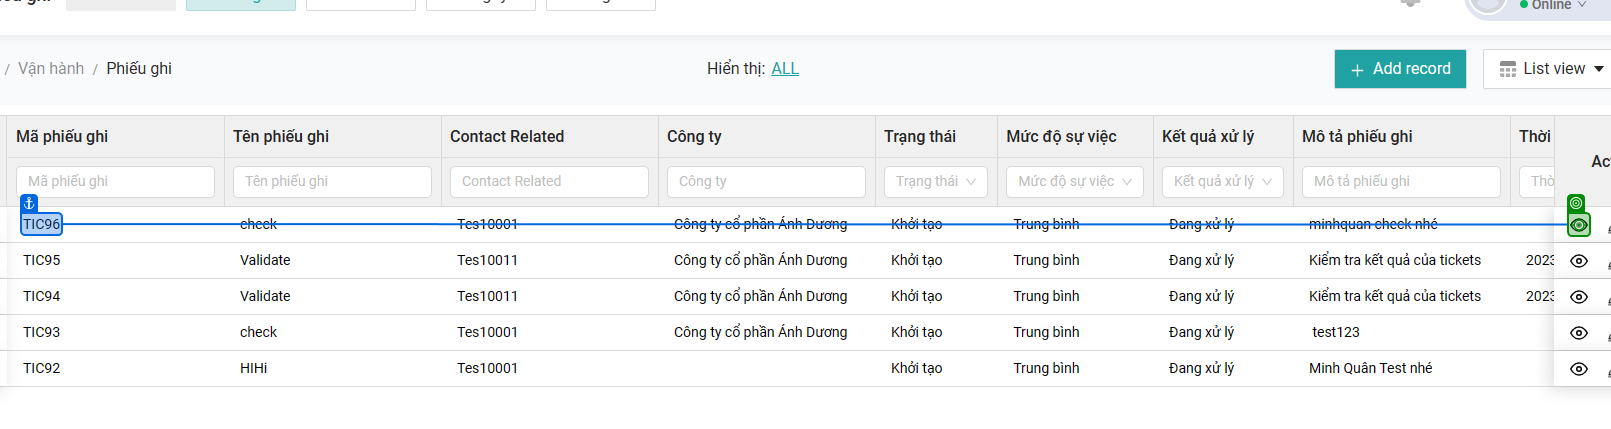 Online
/ Vận hành / Phiếu ghi
Hiển thị: ALL
+ Add record
List view
Mã phiếu ghi Tên phiếu ghi Contact Related Công ty Trạng thái Mức độ sự việc Kết quả xử lý Mô tả phiếu ghi Thời
Mã phiếu ghi Tên phiếu ghi Contact Related Công ty Trạng thái Mức độ sự việc Kết quả xử lý Mô tả phiếu ghi
TIC96 check Tes10001 Công ty cổ phần Ánh Dương Khởi tạo Trung bình Đang xử lý minhquan check nhé
TIC95 Validate Tes10011 Công ty cổ phần Ánh Dương Khởi tạo Trung bình Đang xử lý Kiểm tra kết quả của tickets 2023
TIC94 Validate Tes10011 Công ty cổ phần Ánh Dương Khởi tạo Trung bình Đang xử lý Kiểm tra kết quả của tickets 2023
TIC93 check Tes10001 Công ty cổ phần Ánh Dương Khởi tạo Trung bình Đang xử lý test123
TIC92 HIHi Tes10001 Khởi tạo Trung bình Đang xử lý Minh Quân Test nhé